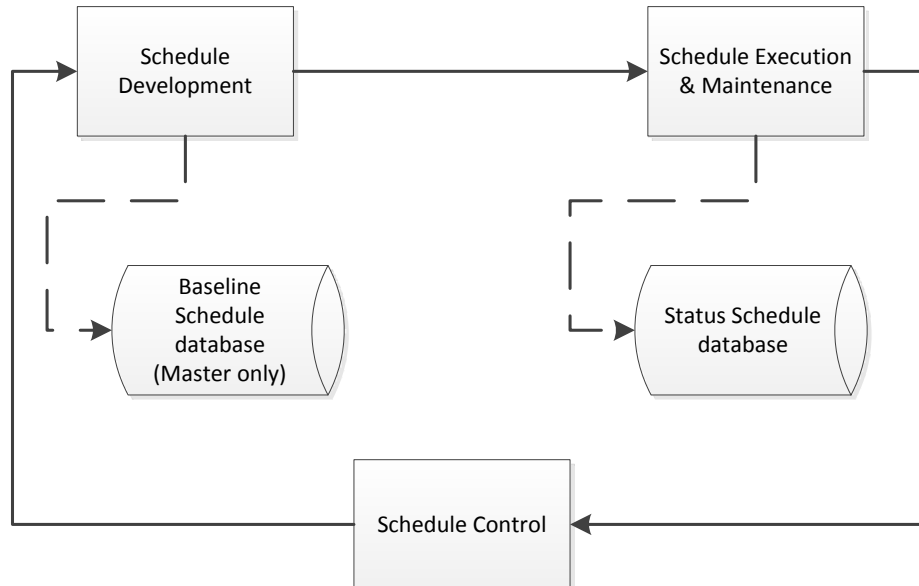 Schedule
Development
Schedule Execution
& Maintenance
Baseline
Schedule
database
(Master only)
Status Schedule
database
Schedule Control